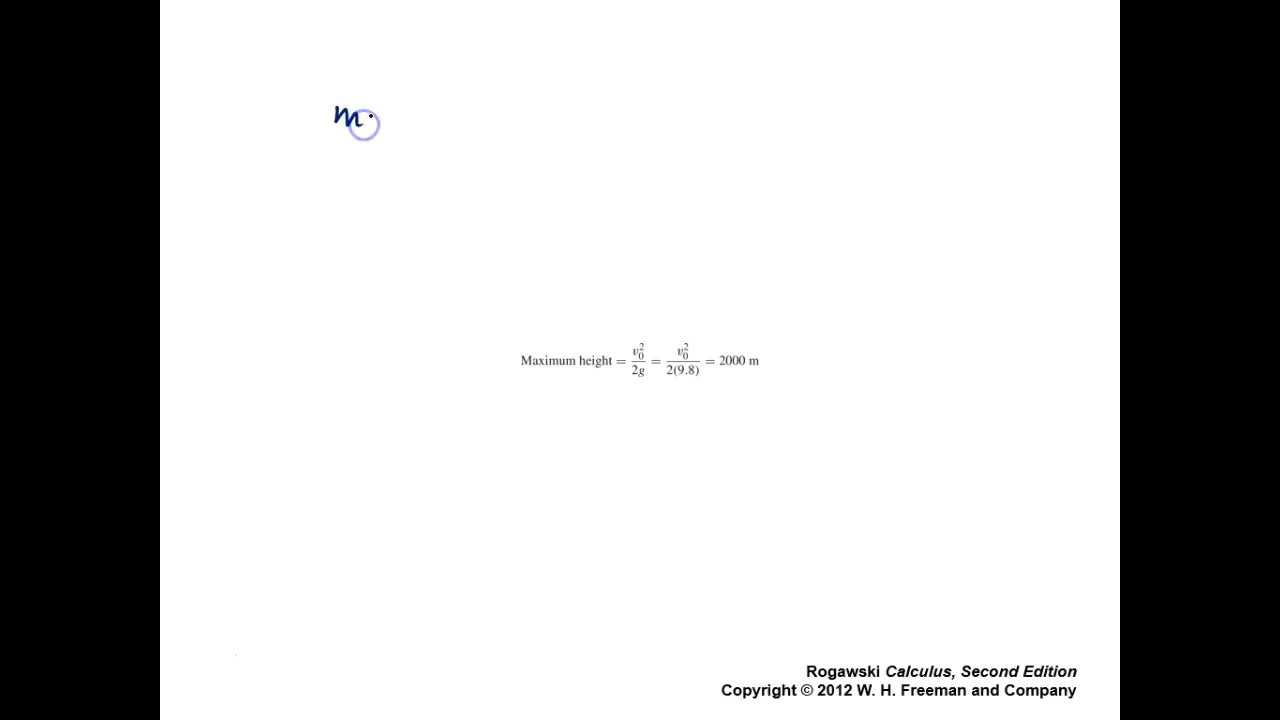 m
Maximum height = v₀²/2g = v₀²/2(9.8) = 2000 m
Rogawski Calculus, Second Edition
Copyright © 2012 W. H. Freeman and Company